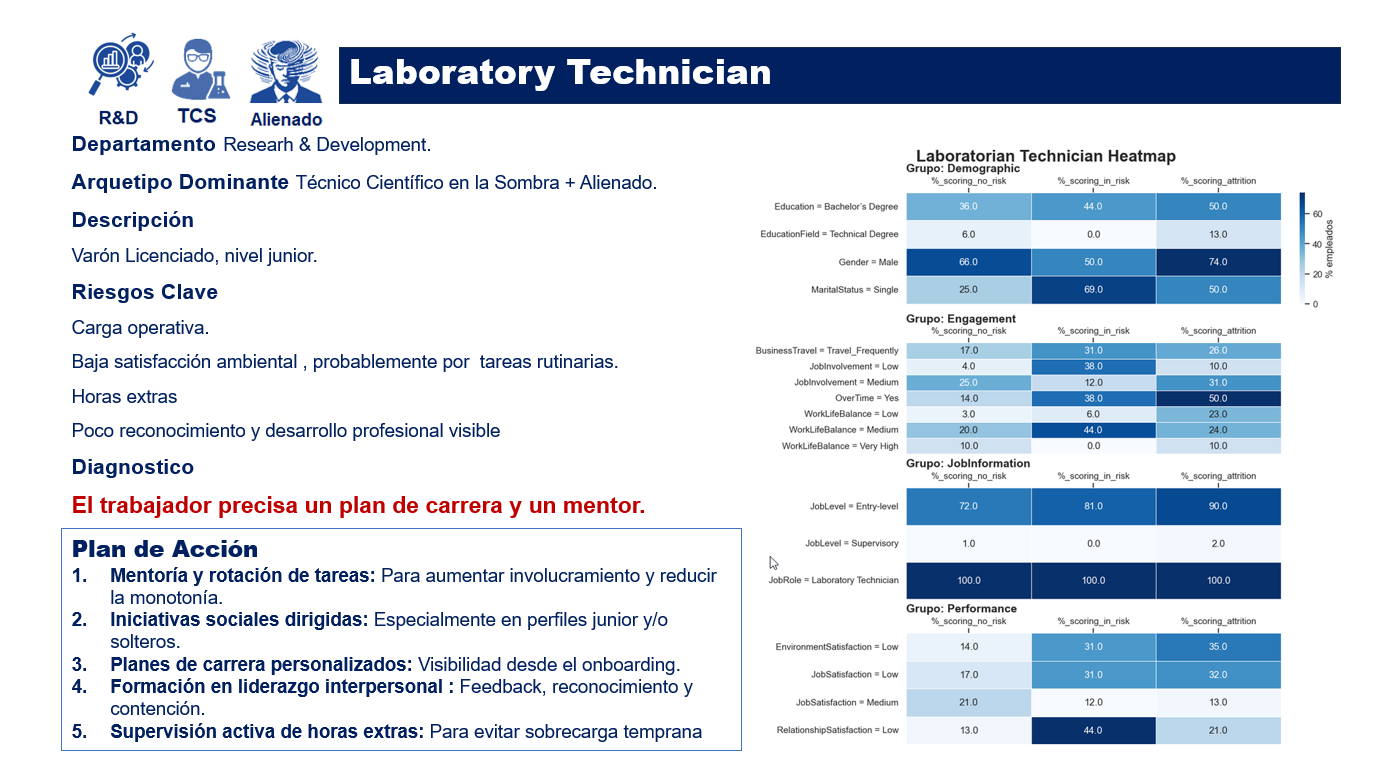 Laboratory Technician
R&D
TCS
Alienado
Departamento Researh & Development.
Arquetipo Dominante Técnico Científico en la Sombra + Alienado.
Descripción
Varón Licenciado, nivel junior.
Riesgos Clave
Carga operativa.
Baja satisfacción ambiental , probablemente por tareas rutinarias.
Horas extras
Poco reconocimiento y desarrollo profesional visible
Diagnostico
El trabajador precisa un plan de carrera y un mentor.
Plan de Acción
1. Mentoría y rotación de tareas: Para aumentar involucramiento y reducir
la monotonía.
2. Iniciativas sociales dirigidas: Especialmente en perfiles junior y/o
solteros.
3. Planes de carrera personalizados: Visibilidad desde el onboarding.
4. Formación en liderazgo interpersonal : Feedback, reconocimiento y
contención.
5. Supervisión activa de horas extras: Para evitar sobrecarga temprana
Laboratorian Technician Heatmap
Grupo: Demographic
%_scoring_no_risk %_scoring_in_risk %_scoring_attrition
Education = Bachelor's Degree 36.0 44.0 50.0
EducationField = Technical Degree 6.0 0.0 13.0
Gender = Male 66.0 50.0 74.0
MaritalStatus = Single 25.0 69.0 50.0
60
40
20
0
% empleados
Grupo: Engagement
%_scoring_no_risk %_scoring_in_risk %_scoring_attrition
BusinessTravel = Travel_Frequently 17.0 31.0 26.0
JobInvolvement = Low 4.0 38.0 10.0
JobInvolvement = Medium 25.0 12.0 31.0
OverTime = Yes 14.0 38.0 50.0
WorkLifeBalance = Low 3.0 6.0 23.0
WorkLifeBalance = Medium 20.0 44.0 24.0
WorkLifeBalance = Very High 10.0 0.0 10.0
Grupo: JobInformation
%_scoring_no_risk %_scoring_in_risk %_scoring_attrition
JobLevel = Entry-level 72.0 81.0 90.0
JobLevel = Supervisory 1.0 0.0 2.0
JobRole = Laboratory Technician 100.0 100.0 100.0
Grupo: Performance
%_scoring_no_risk %_scoring_in_risk %_scoring_attrition
EnvironmentSatisfaction = Low 14.0 31.0 35.0
JobSatisfaction = Low 17.0 31.0 32.0
JobSatisfaction = Medium 21.0 12.0 13.0
RelationshipSatisfaction = Low 13.0 44.0 21.0